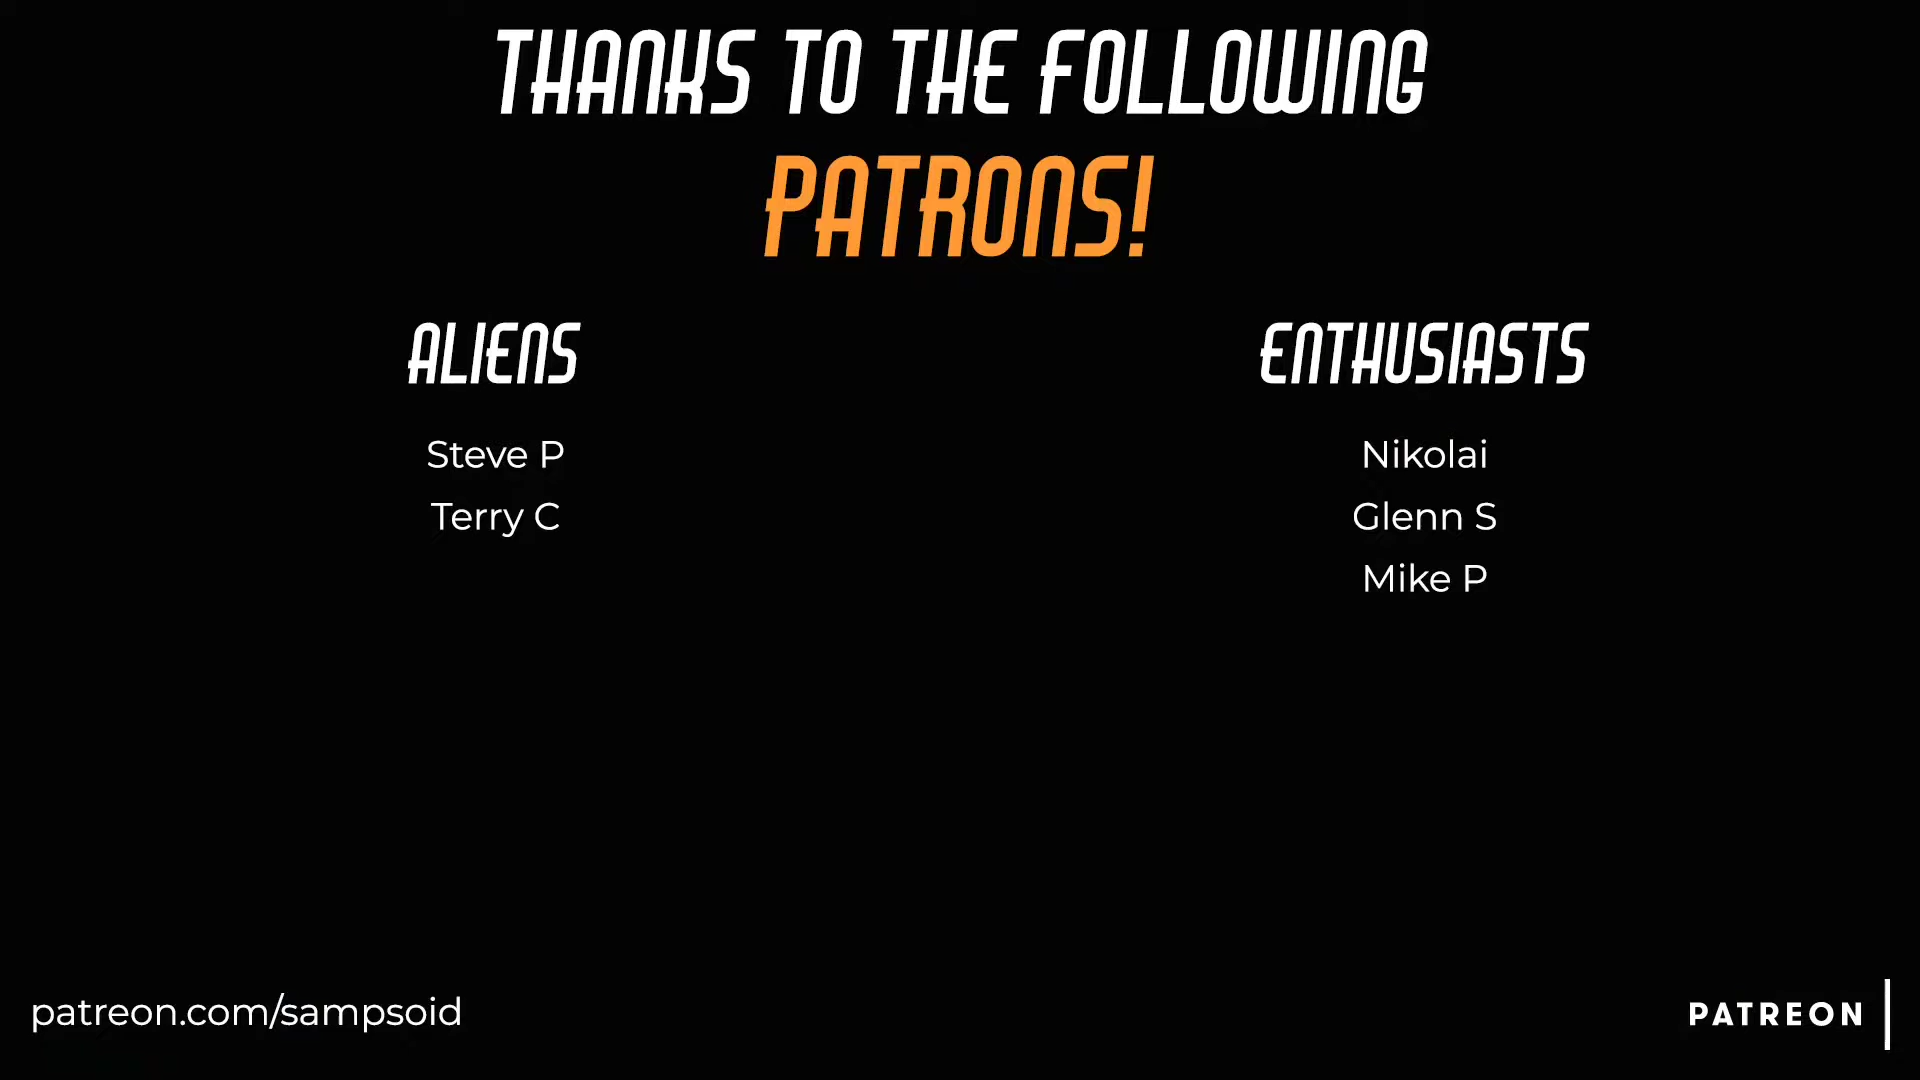 THANKS TO THE FOLLOWING
PATRONS!
ALIENS
Steve P
Terry C
ENTHUSIASTS
Nikolai
Glenn S
Mike P
patreon.com/sampsoid
PATREON